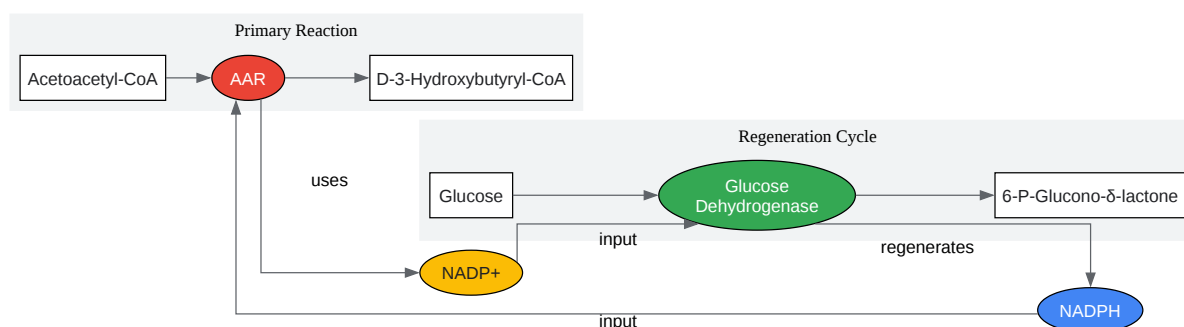 Primary Reaction
Acetoacetyl-CoA
AAR
D-3-Hydroxybutyryl-CoA
uses
Regeneration Cycle
Glucose
Glucose
Dehydrogenase
6-P-Glucono-δ-lactone
input
regenerates
NADP+
NADPH
input